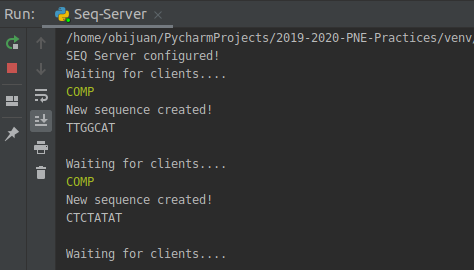 Run: Seq-Server
/home/obijuan/PycharmProjects/2019-2020-PNE-Practices/venv/
SEQ Server configured!
Waiting for clients....
COMP
New sequence created!
TTGGCAT
Waiting for clients....
COMP
New sequence created!
CTCTATAT
Waiting for clients....